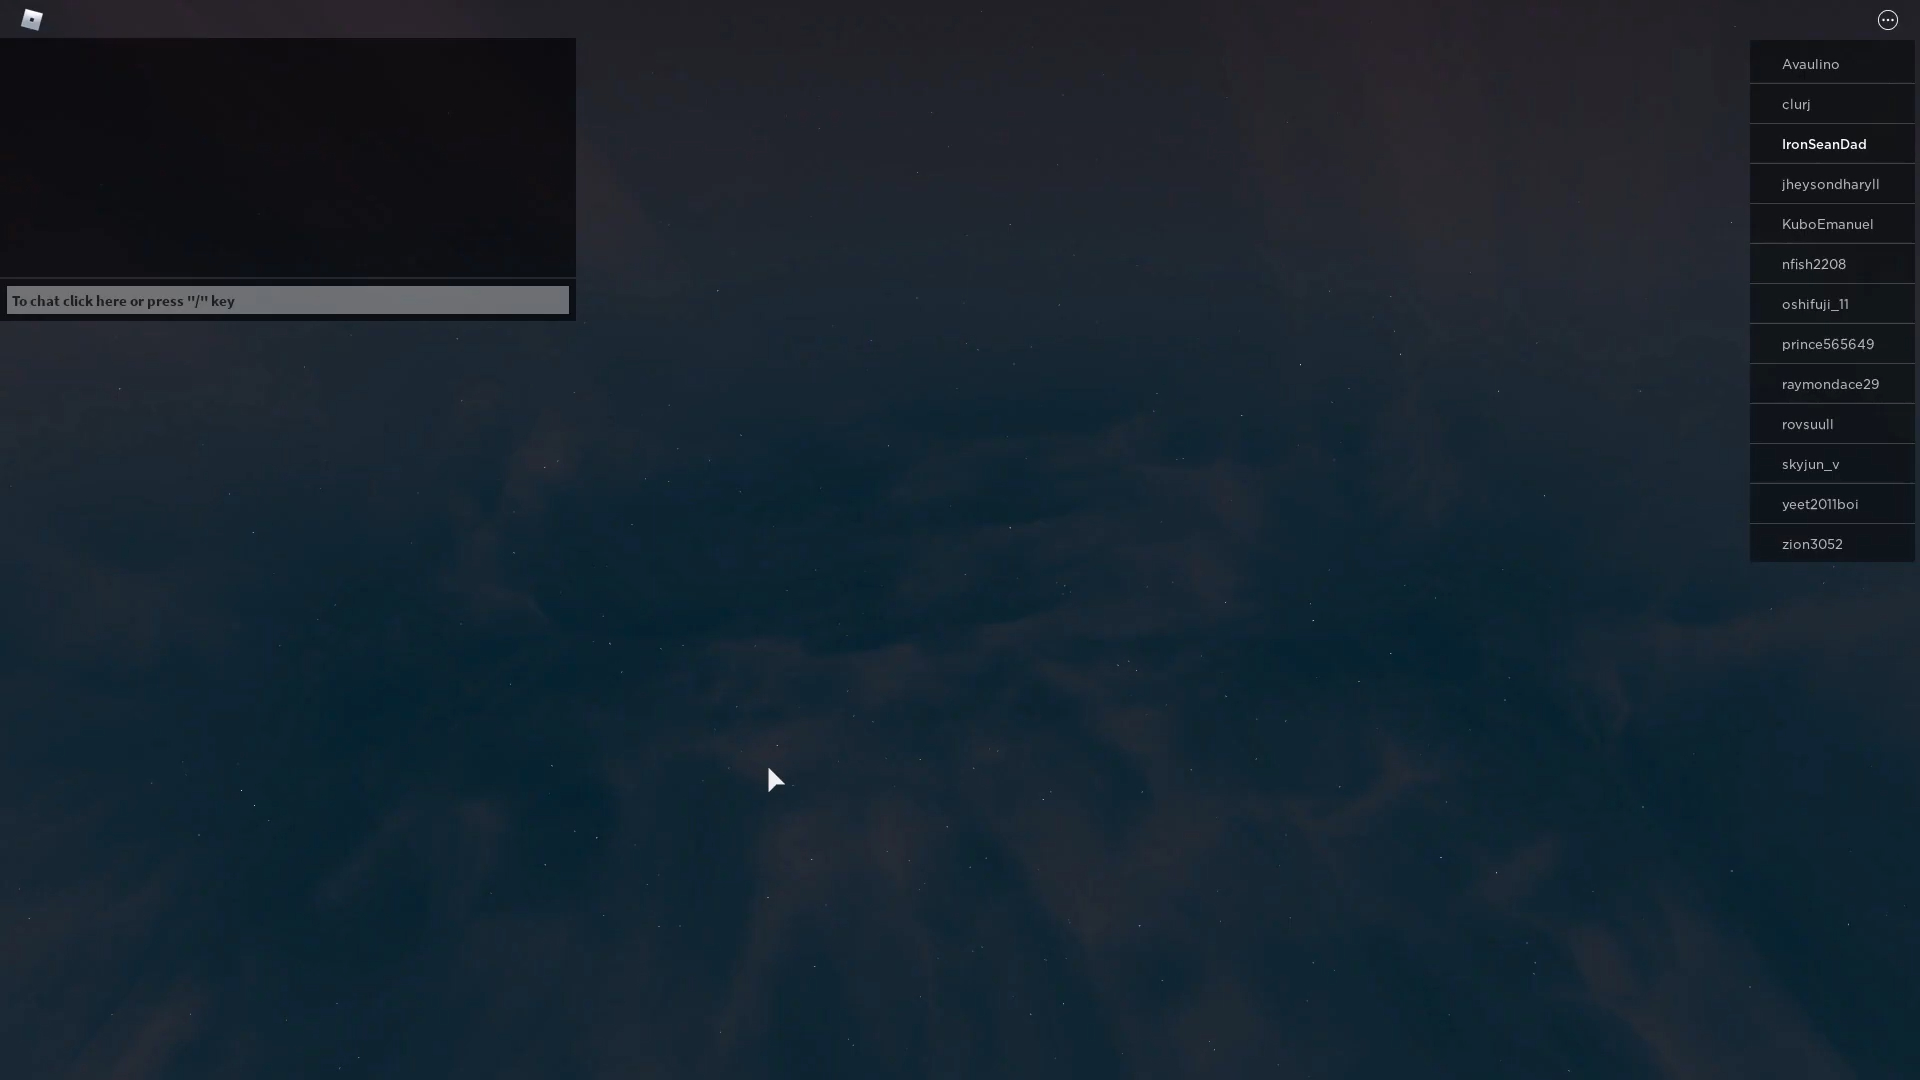 To chat click here or press "/" key
Avaulino
clurj
IronSeanDad
jheysondharyll
KuboEmanuel
nfish2208
oshifuji_11
prince565649
raymondace29
rovsuull
skyjun_v
yeet2011boi
zion3052